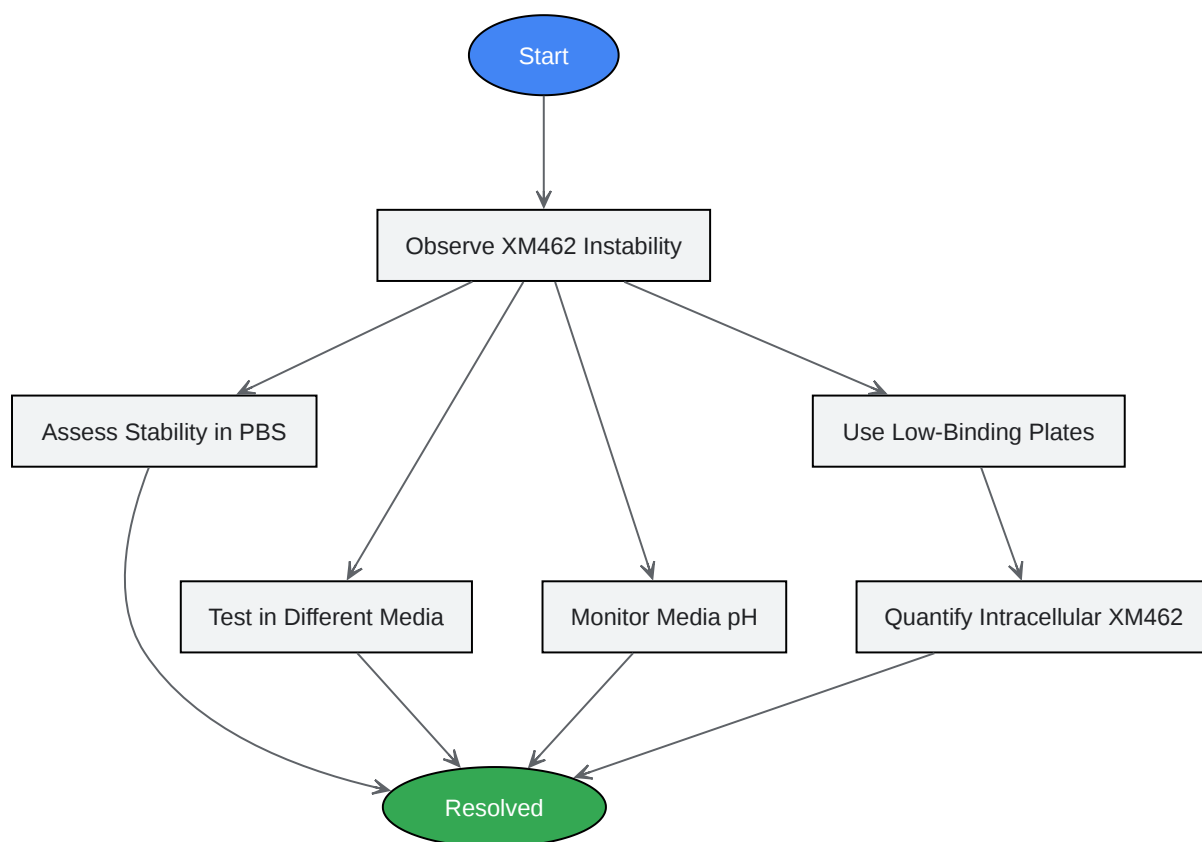 Start
Observe XM462 Instability
Assess Stability in PBS
Use Low-Binding Plates
Test in Different Media
Monitor Media pH
Quantify Intracellular XM462
Resolved